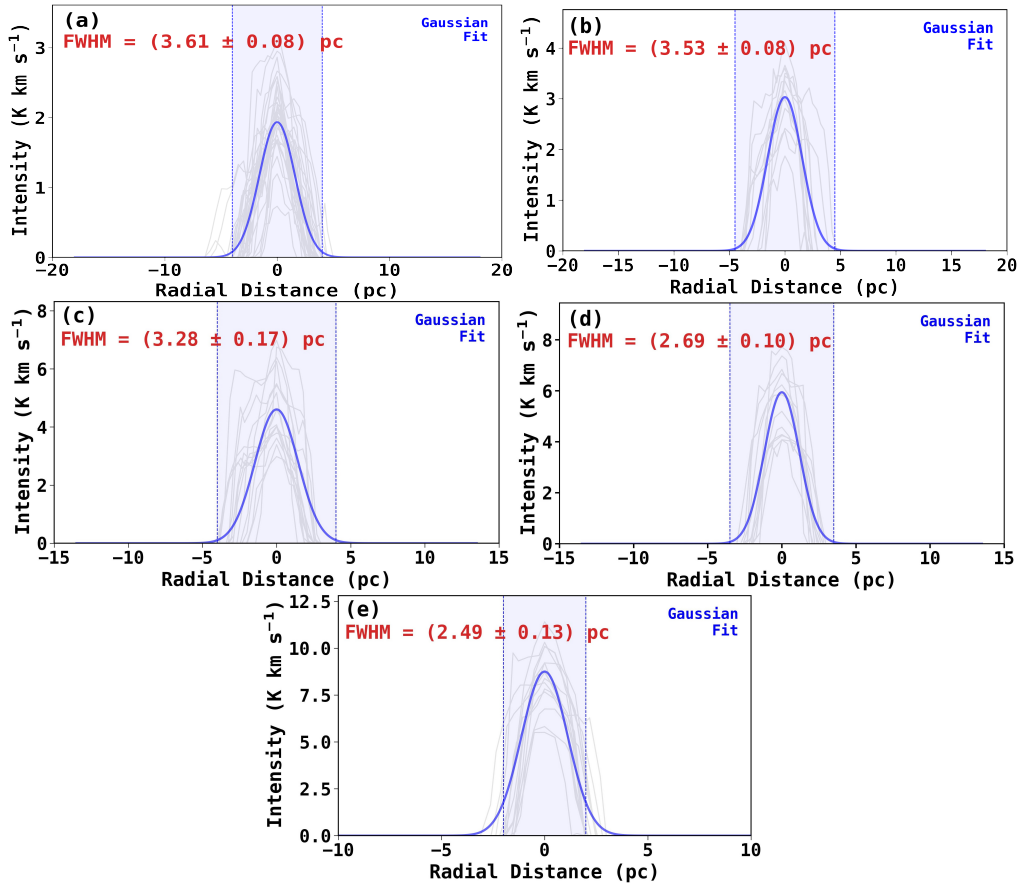 (a)
FWHM = (3.61 ± 0.08) pc
Gaussian
Fit
Intensity (K km s⁻¹)
3
2
1
0
−20
−10
0
10
20
Radial Distance (pc)
(b)
FWHM = (3.53 ± 0.08) pc
Gaussian
Fit
Intensity (K km s⁻¹)
4
3
2
1
0
−20
−15
−10
−5
0
5
10
15
20
Radial Distance (pc)
(c)
FWHM = (3.28 ± 0.17) pc
Gaussian
Fit
Intensity (K km s⁻¹)
8
6
4
2
0
−15
−10
−5
0
5
10
15
Radial Distance (pc)
(d)
FWHM = (2.69 ± 0.10) pc
Gaussian
Fit
Intensity (K km s⁻¹)
8
6
4
2
0
−15
−10
−5
0
5
10
15
Radial Distance (pc)
(e)
FWHM = (2.49 ± 0.13) pc
Gaussian
Fit
Intensity (K km s⁻¹)
12.5
10.0
7.5
5.0
2.5
0.0
−10
−5
0
5
10
Radial Distance (pc)